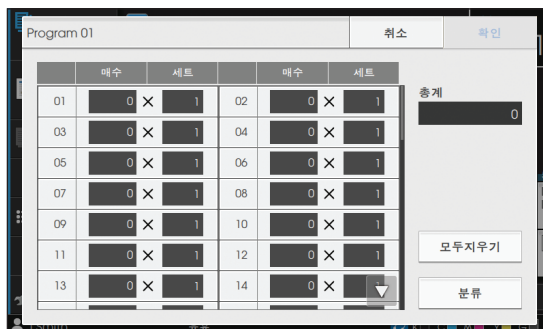 Program 01 취소 확인
매수 세트 매수 세트 총계
01 0 × 1 02 0 × 1 0
03 0 × 1 04 0 × 1
05 0 × 1 06 0 × 1
07 0 × 1 08 0 × 1
09 0 × 1 10 0 × 1
11 0 × 1 12 0 × 1 모두지우기
13 0 × 1 14 0 × 분류